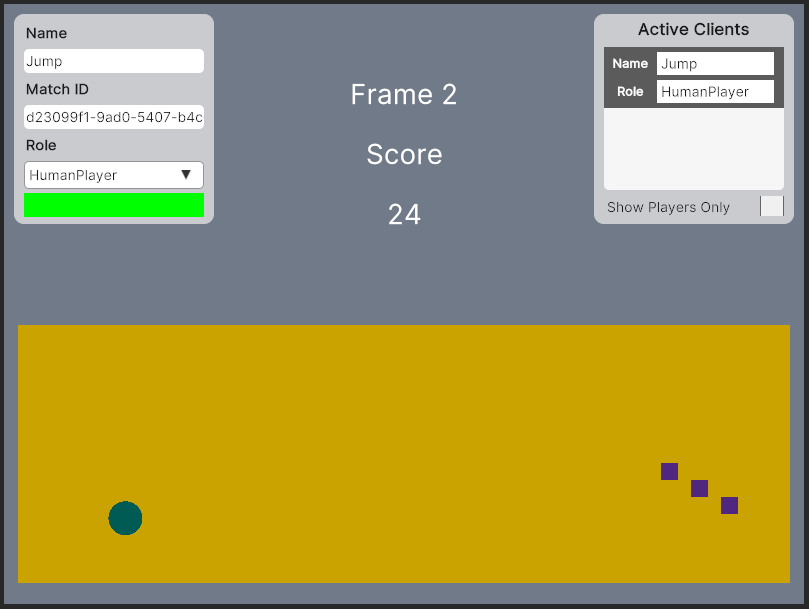 Name
Jump
Match ID
d23099f1-9ad0-5407-b4c
Role
HumanPlayer
Frame 2
Score
24
Active Clients
Name Jump
Role HumanPlayer
Show Players Only